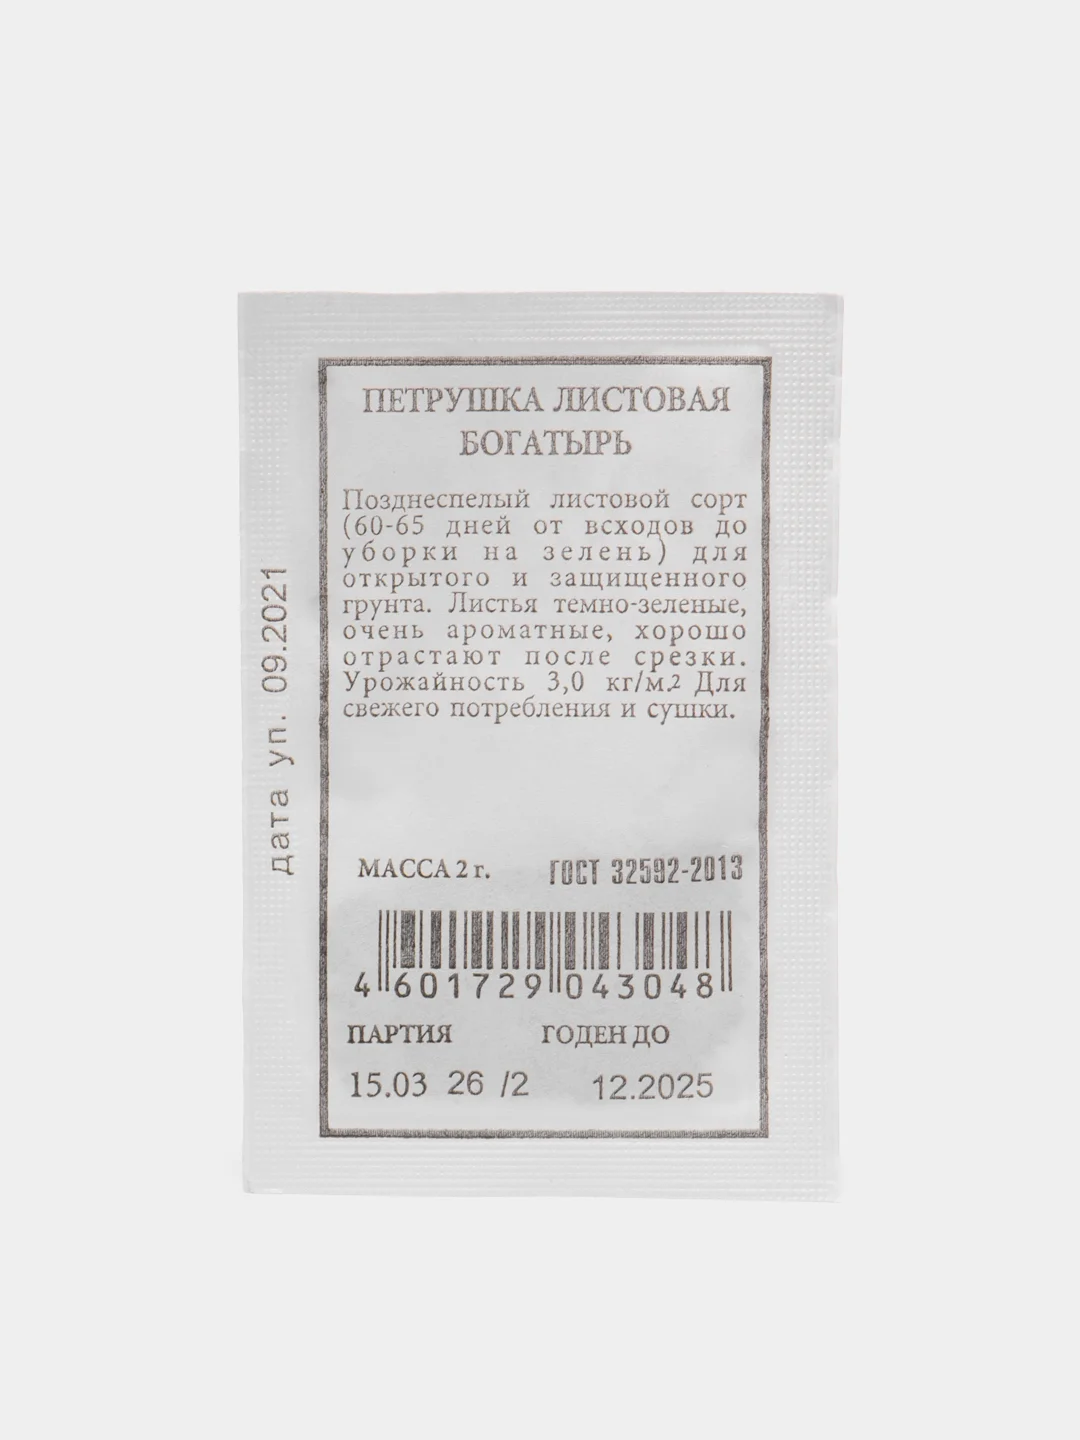 ПЕТРУШКА ЛИСТОВАЯ
БОГАТЫРЬ
Позднеспелый листовой сорт
(60-65 дней от всходов до
уборки на зелень) для
открытого и защищенного
грунта. Листья темно-зеленые,
очень ароматные, хорошо
отрастают после срезки.
Урожайность 3,0 кг/м.2 Для
свежего потребления и сушки.
МАССА 2 г. ГОСТ 32592-2013
4 601729 043048
ПАРТИЯ ГОДЕН ДО
15.03 26 /2 12.2025
дата уп. 09.2021